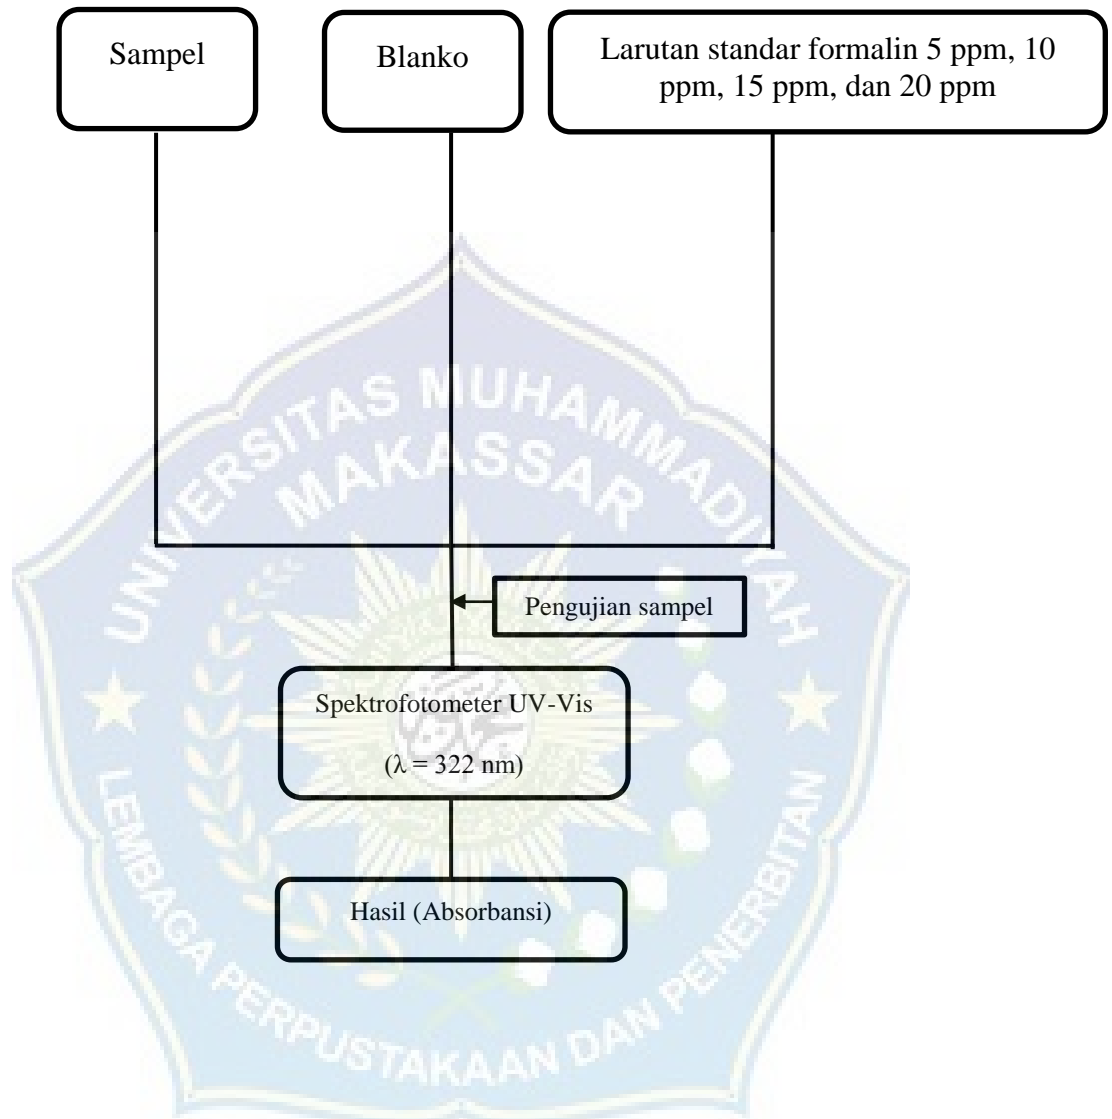 Sampel
Blanko
Larutan standar formalin 5 ppm, 10
ppm, 15 ppm, dan 20 ppm
UNIVERSITAS MUHAMMADIYAH
MAKASSAR
Pengujian sampel
Spektrofotometer UV-Vis
(λ = 322 nm)
Hasil (Absorbansi)
LEMBAGA PERPUSTAKAAN DAN PENERBITAN